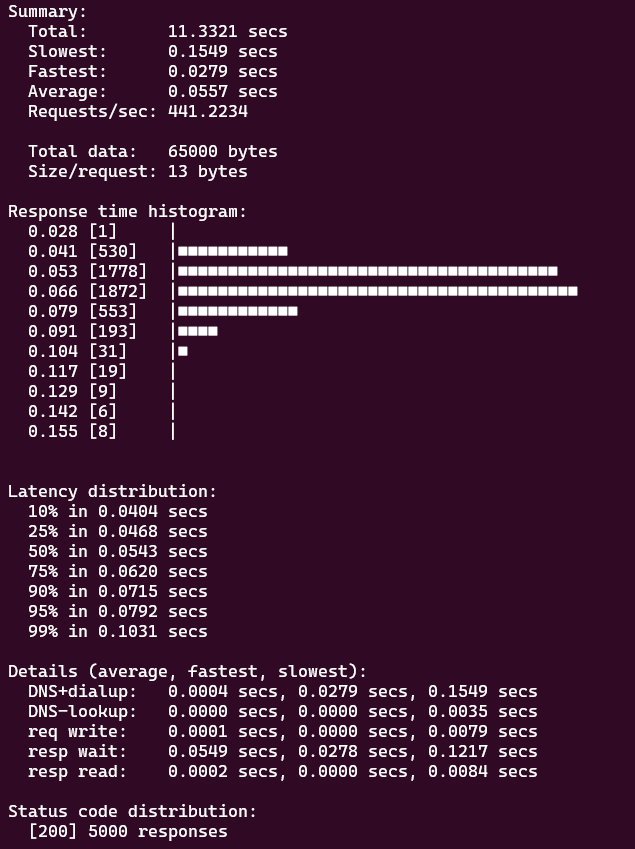 Summary:
  Total:        11.3321 secs
  Slowest:      0.1549 secs
  Fastest:      0.0279 secs
  Average:      0.0557 secs
  Requests/sec: 441.2234

  Total data:   65000 bytes
  Size/request: 13 bytes

Response time histogram:
  0.028 [1]     |
  0.041 [530]   |■■■■■■■■■■■
  0.053 [1778]  |■■■■■■■■■■■■■■■■■■■■■■■■■■■■■■■■■■■■■■
  0.066 [1872]  |■■■■■■■■■■■■■■■■■■■■■■■■■■■■■■■■■■■■■■■■
  0.079 [553]   |■■■■■■■■■■■■
  0.091 [193]   |■■■■
  0.104 [31]    |■
  0.117 [19]    |
  0.129 [9]     |
  0.142 [6]     |
  0.155 [8]     |

Latency distribution:
  10% in 0.0404 secs
  25% in 0.0468 secs
  50% in 0.0543 secs
  75% in 0.0620 secs
  90% in 0.0715 secs
  95% in 0.0792 secs
  99% in 0.1031 secs

Details (average, fastest, slowest):
  DNS+dialup:   0.0004 secs, 0.0279 secs, 0.1549 secs
  DNS-lookup:   0.0000 secs, 0.0000 secs, 0.0035 secs
  req write:    0.0001 secs, 0.0000 secs, 0.0079 secs
  resp wait:    0.0549 secs, 0.0278 secs, 0.1217 secs
  resp read:    0.0002 secs, 0.0000 secs, 0.0084 secs

Status code distribution:
  [200] 5000 responses